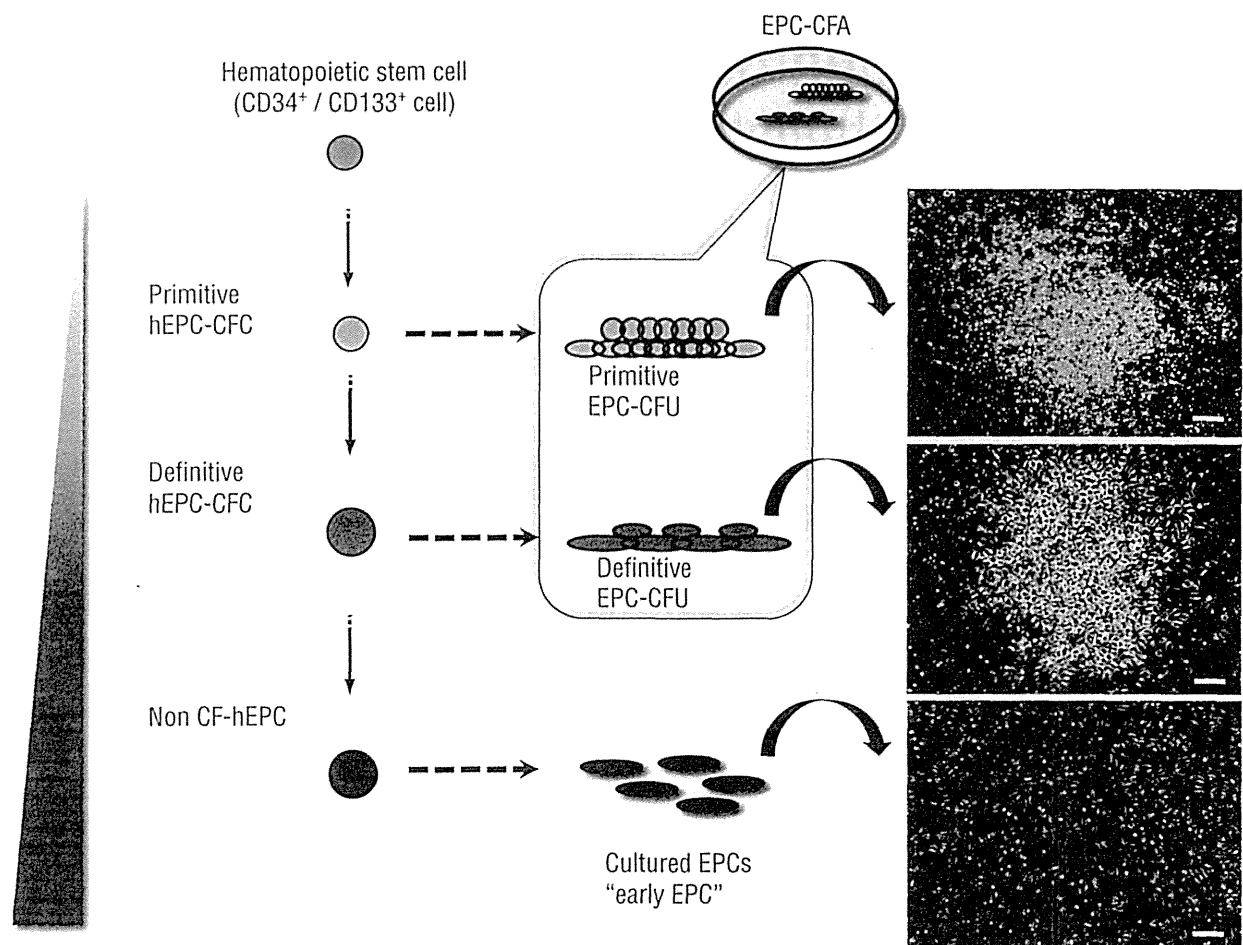 EPC-CFA
Hematopoietic stem cell
(CD34+ / CD133+ cell)
Primitive
hEPC-CFC
Primitive
EPC-CFU
Definitive
hEPC-CFC
Definitive
EPC-CFU
Non CF-hEPC
Cultured EPCs
“early EPC”